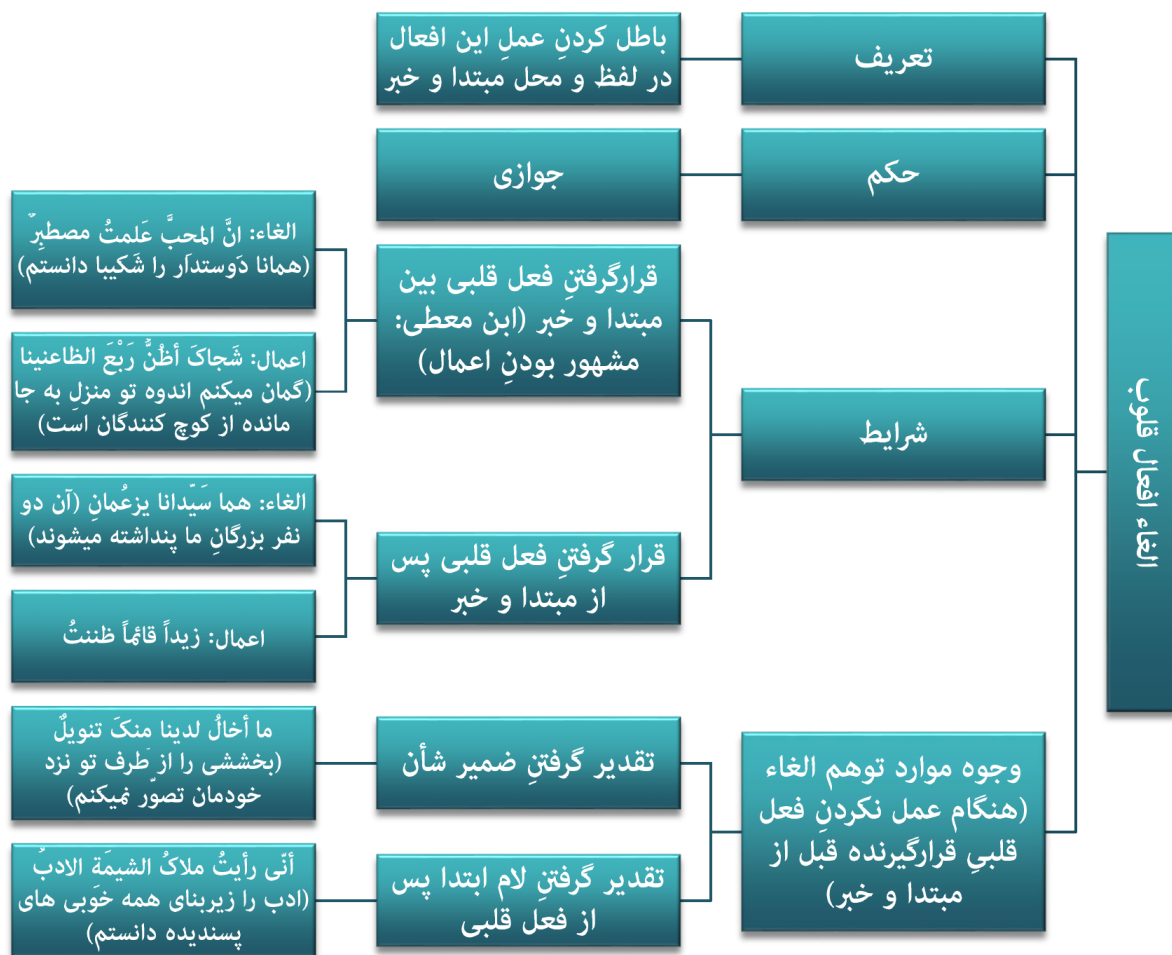 الغاء افعال قلوب
تعریف
باطل کردنِ عملِ این افعال
در لفظ و محل مبتدا و خبر
حکم
جوازی
شرایط
قرارگرفتنِ فعل قلبی بین
مبتدا و خبر (ابن معطی:
مشهور بودنِ اعمال)
الغاء: انَّ المحبَّ عَلمتُ مصطبِرٌ
(همانا دَوستدَار را شَکیبا دانستم)
اعمال: شَجاکَ أظُنُّ رَبْعَ الظاعنینا
(گمان میکنم اندوه تو منزلِ به جا
مانده از کوچ کنندگان است)
قرار گرفتنِ فعل قلبی پس
از مبتدا و خبر
الغاء: هما سَیّدانا یزعُمانِ (آن دو
نفر بزرگانِ ما پنداشته میشوند)
اعمال: زیداً قائماً ظننتُ
وجوه موارد توهم الغاء
(هنگام عمل نکردنِ فعل
قلبیِ قرارگیرنده قبل از
مبتدا و خبر)
تقدیر گرفتنِ ضمیر شأن
ما أخالُ لدینا منکَ تنویلٌ
(بخششی را از طرف تو نزد
خودمان تصوّر نمیکنم)
تقدیر گرفتنِ لام ابتدا پس
از فعل قلبی
أنّی رأیتُ ملاکُ الشیمَة الادبُ
(ادب را زیربنای همه خوبی های
پسندیده دانستم)